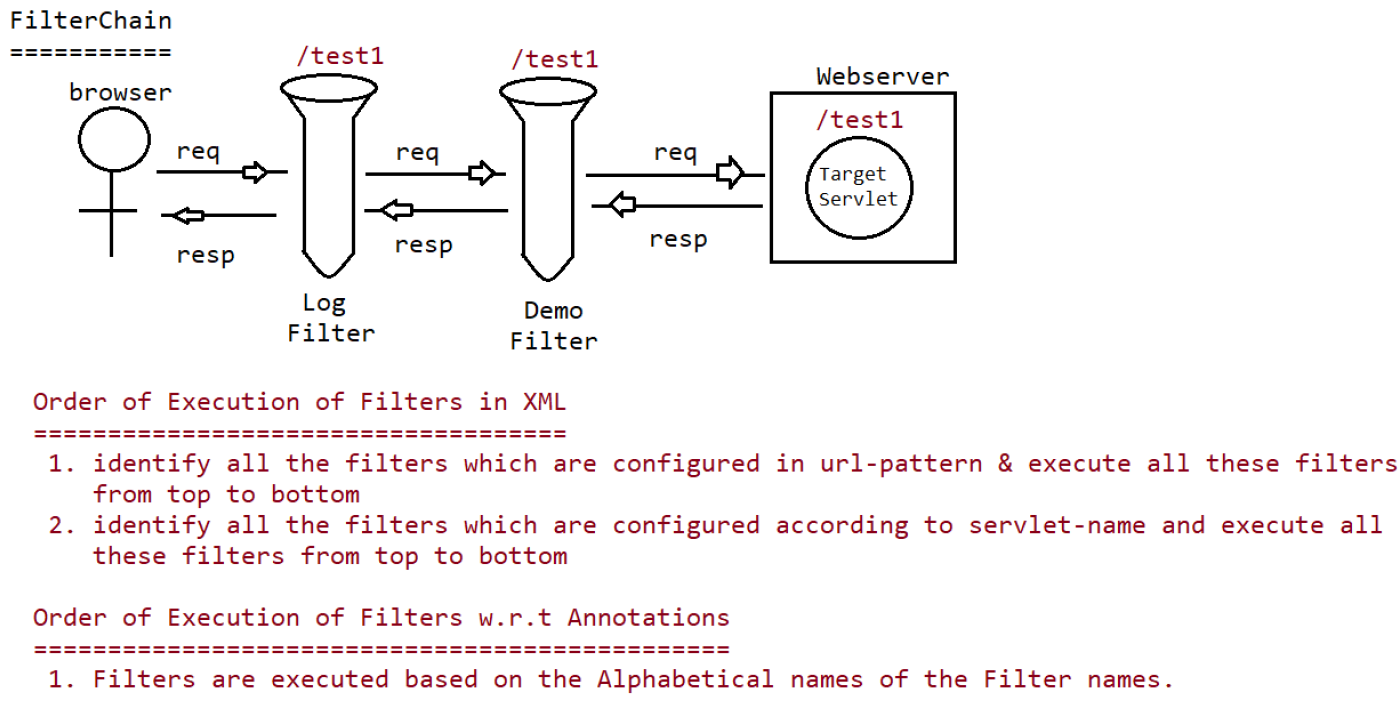 FilterChain
===========
/test1
/test1
Webserver
browser
/test1
req
req
req
Target
Servlet
resp
resp
resp
Log
Filter
Demo
Filter
Order of Execution of Filters in XML
====================================
1. identify all the filters which are configured in url-pattern & execute all these filters
from top to bottom
2. identify all the filters which are configured according to servlet-name and execute all
these filters from top to bottom
Order of Execution of Filters w.r.t Annotations
===============================================
1. Filters are executed based on the Alphabetical names of the Filter names.